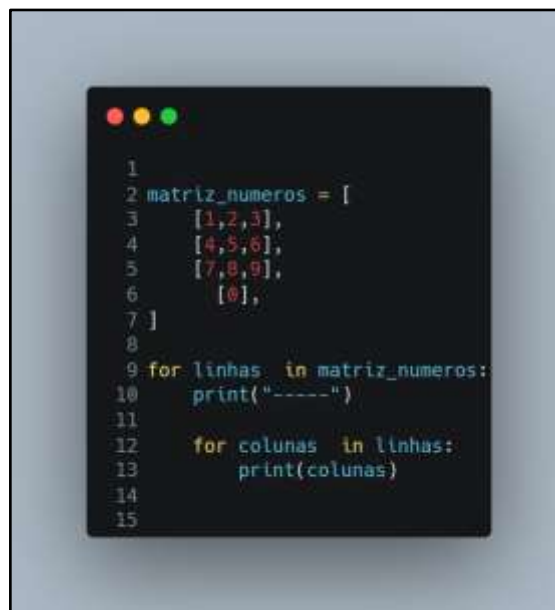 1
2 matriz_numeros = [
3     [1,2,3],
4     [4,5,6],
5     [7,8,9],
6       [0],
7 ]
8
9 for linhas  in matriz_numeros:
10     print("-----")
11
12     for colunas  in linhas:
13         print(colunas)
14
15